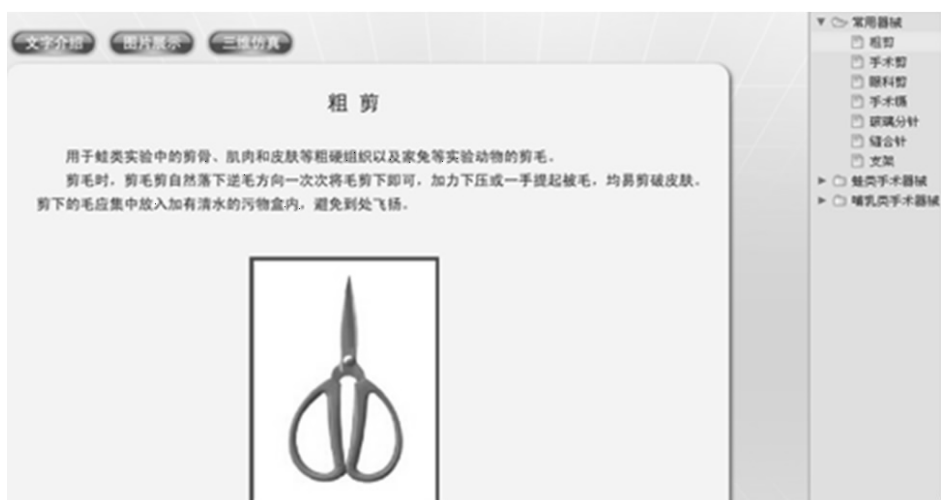 文字介绍
图片展示
三维仿真
粗 剪
用于蛙类实验中的剪骨、肌肉和皮肤等粗硬组织以及家兔等实验动物的剪毛。
剪毛时，剪毛剪自然落下逆毛方向一次次将毛剪下即可，加力下压或一手提起被毛，均易剪破皮肤。
剪下的毛应集中放入加有清水的污物盒内，避免到处飞扬。
常用器械
粗剪
手术剪
眼科剪
手术镊
玻璃分针
缝合针
支架
蛙类手术器械
哺乳类手术器械